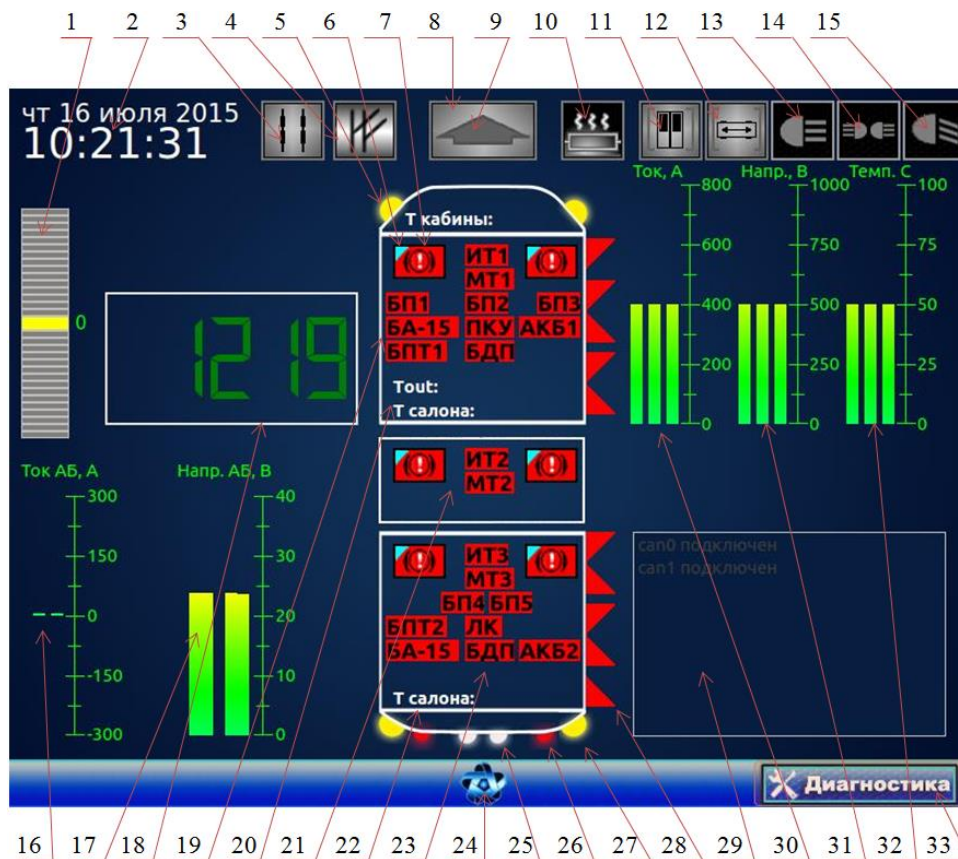 1 2 3 4 5 6 7 8 9 10 11 12 13 14 15
чт 16 июля 2015
10:21:31
Ток, А Напр., В Темп. С
800 1000 100
600 750 75
400 500 50
200 250 25
0 0 0
Т кабины:
ИТ1
МТ1
БП1 БП2 БП3
БА-15 ПКУ АКБ1
БПТ1 БДП
Tout:
Т салона:
0
1219
ИТ2
МТ2
Ток АБ, А Напр. АБ, В
300 40
150 30
0 20
-150 10
-300 0
ИТ3
МТ3
БП4 БП5
БПТ2 ЛК
БА-15 БДП АКБ2
Т салона:
can0 подключен
can1 подключен
Диагностика
16 17 18 19 20 21 22 23 24 25 26 27 28 29 30 31 32 33